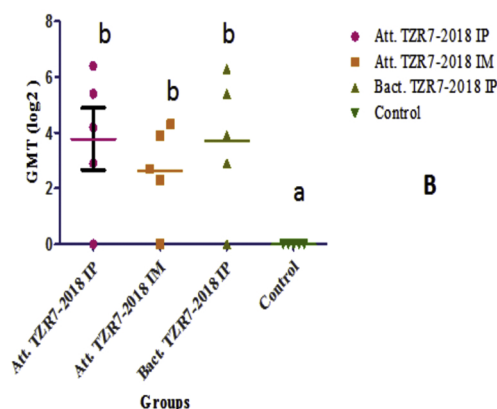 8
6
4
2
0
GMT (log2 )
b
b
b
a
Att. TZR7-2018 IP
Att. TZR7-2018 IM
Bact. TZR7-2018 IP
Control
B
Att. TZR7-2018 IP
Att. TZR7-2018 IM
Bact. TZR7-2018 IP
Control
Groups